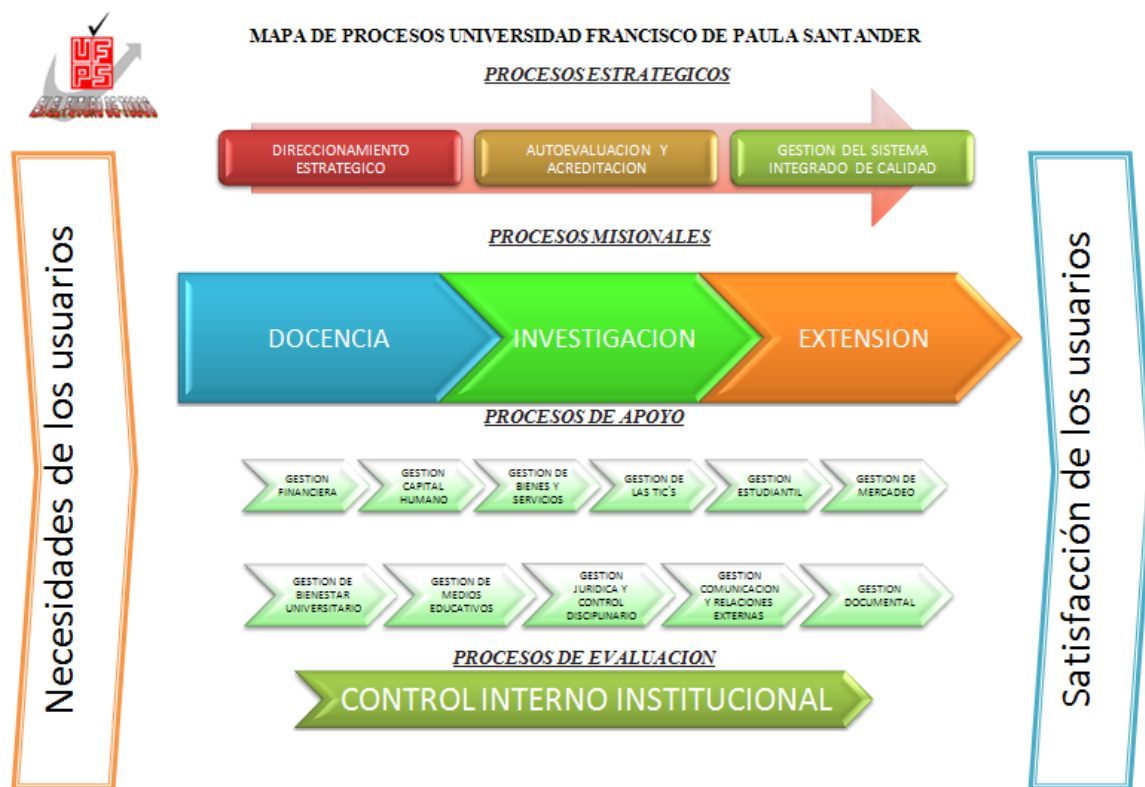 UF
PS
MAPA DE PROCESOS UNIVERSIDAD FRANCISCO DE PAULA SANTANDER
PROCESOS ESTRATEGICOS
DIRECCIONAMIENTO
ESTRATEGICO
AUTOEVALUACION Y
ACREDITACION
GESTION DEL SISTEMA
INTEGRADO DE CALIDAD
Necesidades de los usuarios
PROCESOS MISIONALES
DOCENCIA
INVESTIGACION
EXTENSION
PROCESOS DE APOYO
GESTION
FINANCIERA
GESTION
CAPITAL
HUMANO
GESTION DE
BIENES Y
SERVICIOS
GESTION DE
LAS TIC´S
GESTION
ESTUDIANTIL
GESTION DE
MERCADEO
GESTION DE
BIENESTAR
UNIVERSITARIO
GESTION DE
MEDIOS
EDUCATIVOS
GESTION
JURIDICA Y
CONTROL
DISCIPLINARIO
GESTION
COMUNICACION
Y RELACIONES
EXTERNAS
GESTION
DOCUMENTAL
PROCESOS DE EVALUACION
CONTROL INTERNO INSTITUCIONAL
Satisfacción de los usuarios